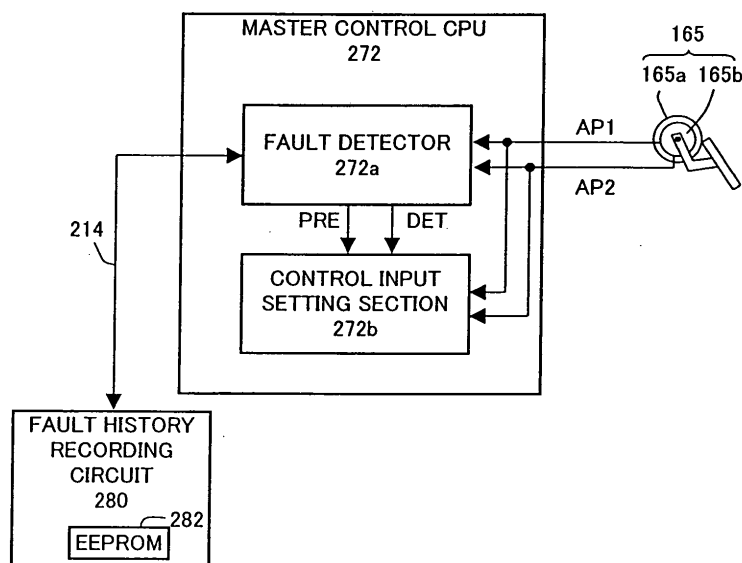 MASTER CONTROL CPU
272
165
165a
165b
FAULT DETECTOR
272a
AP1
AP2
PRE
DET
214
CONTROL INPUT
SETTING SECTION
272b
FAULT HISTORY
RECORDING
CIRCUIT
280
282
EEPROM